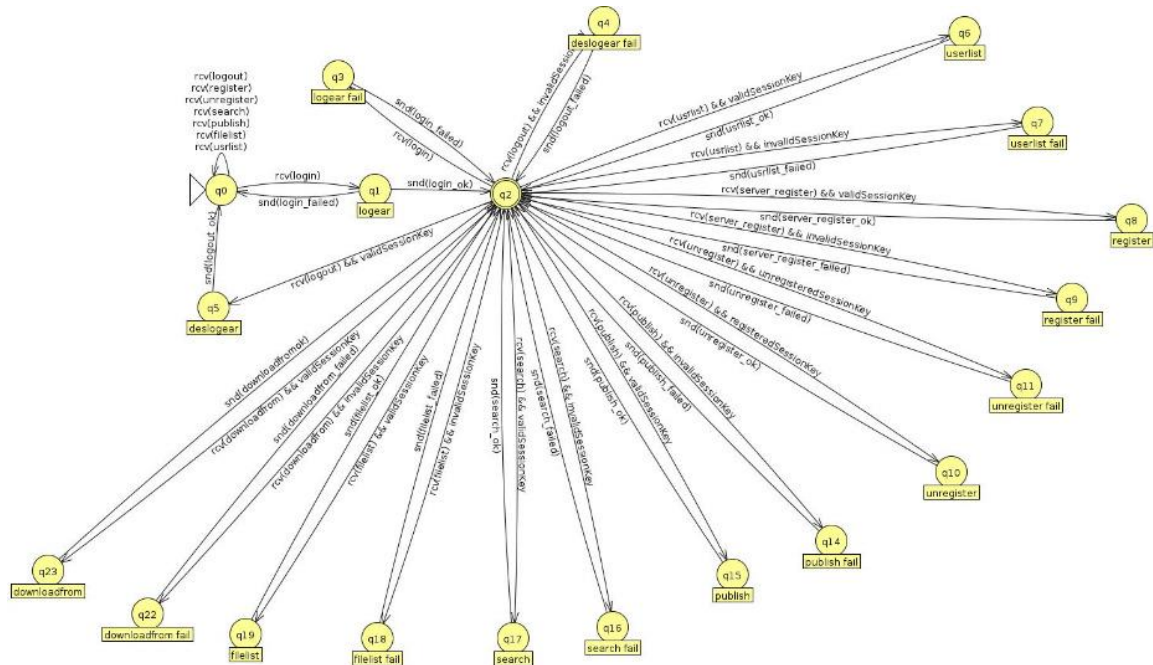 q4
deslogear fail
q6
userlist
q3
logear fail
rcv(logout)
rcv(register)
rcv(unregister)
rcv(search)
rcv(publish)
rcv(filelist)
rcv(usrlist)
snd(login_failed)
rcv(login)
rcv(logout) && invalidSessionKey
snd(logout_failed)
rcv(usrlist) && validSessionKey
snd(usrlist_ok)
q7
userlist fail
rcv(usrlist) && invalidSessionKey
snd(usrlist_failed)
q0
rcv(login)
snd(login_failed)
q1
logear
snd(login_ok)
q2
rcv(server_register) && validSessionKey
snd(server_register_ok)
q8
register
rcv(server_register) && invalidSessionKey
snd(server_register_failed)
q9
register fail
snd(logout_ok)
rcv(logout) && validSessionKey
q5
deslogear
rcv(unregister) && unregisteredSessionKey
snd(unregister_failed)
q11
unregister fail
rcv(unregister) && registeredSessionKey
snd(unregister_ok)
q10
unregister
rcv(publish) && invalidSessionKey
snd(publish_failed)
q14
publish fail
rcv(publish) && validSessionKey
snd(publish_ok)
q15
publish
rcv(search) && invalidSessionKey
snd(search_failed)
q16
search fail
rcv(search) && validSessionKey
snd(search_ok)
q17
search
snd(filelist_failed)
rcv(filelist) && invalidSessionKey
q18
filelist fail
snd(filelist_ok)
rcv(filelist) && validSessionKey
q19
filelist
snd(downloadfrom_failed)
rcv(downloadfrom) && invalidSessionKey
q22
downloadfrom fail
snd(downloadfromok)
rcv(downloadfrom) && validSessionKey
q23
downloadfrom